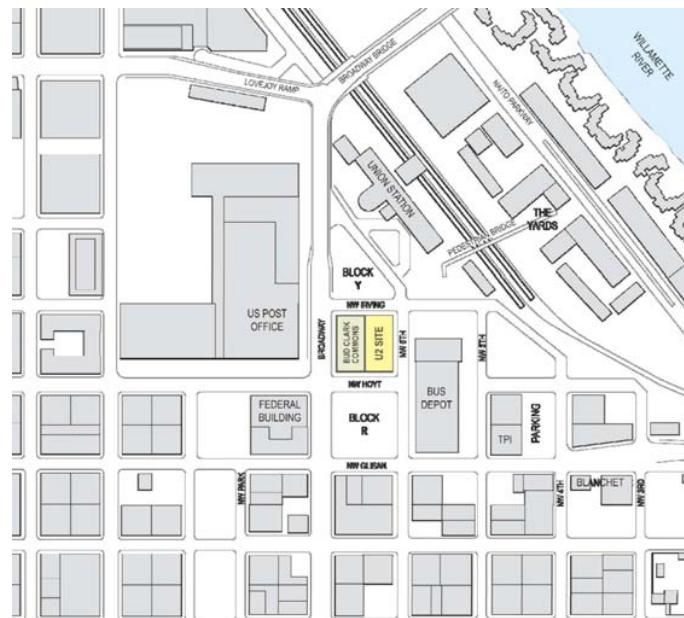 WILLAMETTE
RIVER
BROADWAY BRIDGE
LOVEJOY RAMP
NAITO PARKWAY
UNION STATION
THE
YARDS
PEDESTRIAN BRIDGE
BLOCK
Y
NW IRVING
US POST
OFFICE
BROADWAY
BUD CLARK
COMMONS
U2 SITE
NW 6TH
NW 5TH
NW HOYT
BUS
DEPOT
FEDERAL
BUILDING
BLOCK
R
TPI
PARKING
NW GLISAN
NW PARK
NW 4TH
BLANCHET
NW 3RD